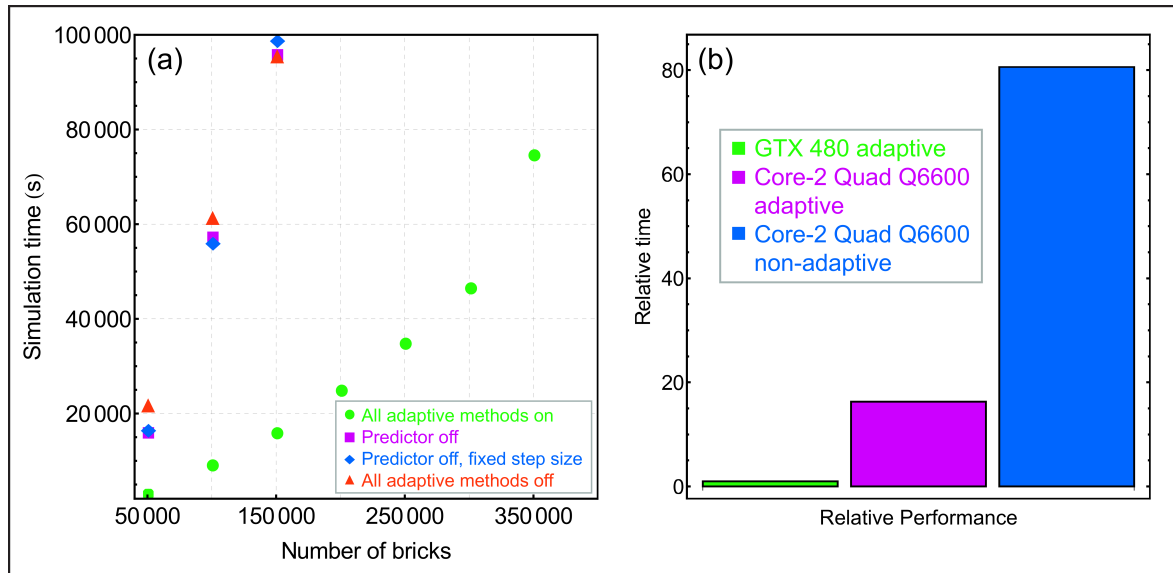 (a)
100 000
80 000
60 000
40 000
20 000
Simulation time (s)
50 000 150 000 250 000 350 000
Number of bricks
All adaptive methods on
Predictor off
Predictor off, fixed step size
All adaptive methods off
(b)
80
60
40
20
0
Relative time
GTX 480 adaptive
Core-2 Quad Q6600
adaptive
Core-2 Quad Q6600
non-adaptive
Relative Performance